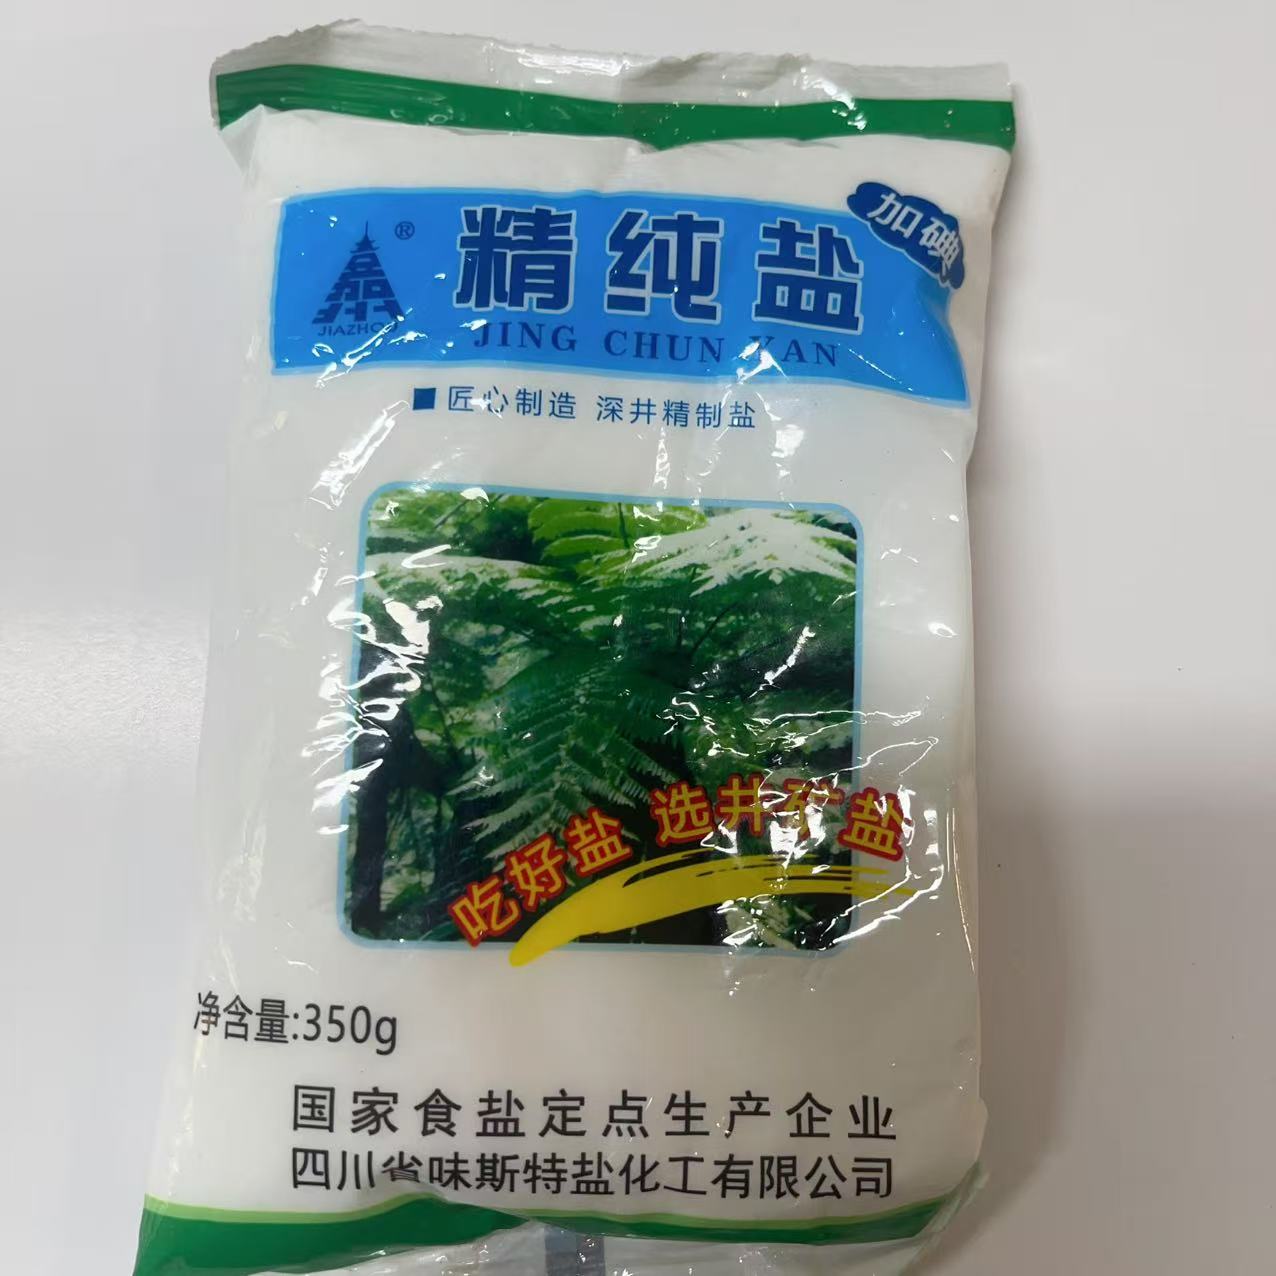 加碘
精纯盐
®
JIAZHOU
JING CHUN YAN
匠心制造 深井精制盐
吃好盐 选井矿盐
净含量:350g
国家食盐定点生产企业
四川省味斯特盐化工有限公司